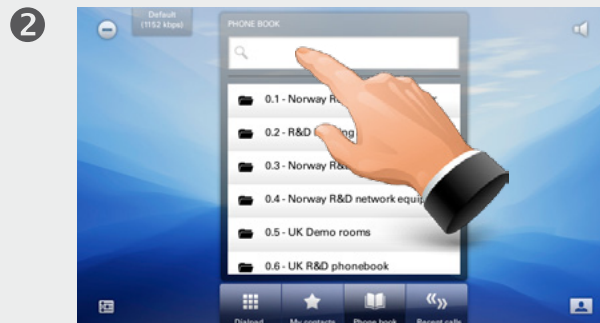 2
Default
(1152 kbps)
PHONE BOOK
0.1 - Norway
0.2 - R&D
0.3 - Norway R&D
0.4 - Norway R&D network
0.5 - UK Demo rooms
0.6 - UK R&D phonebook
Dialpad My contacts Phone book Recent calls